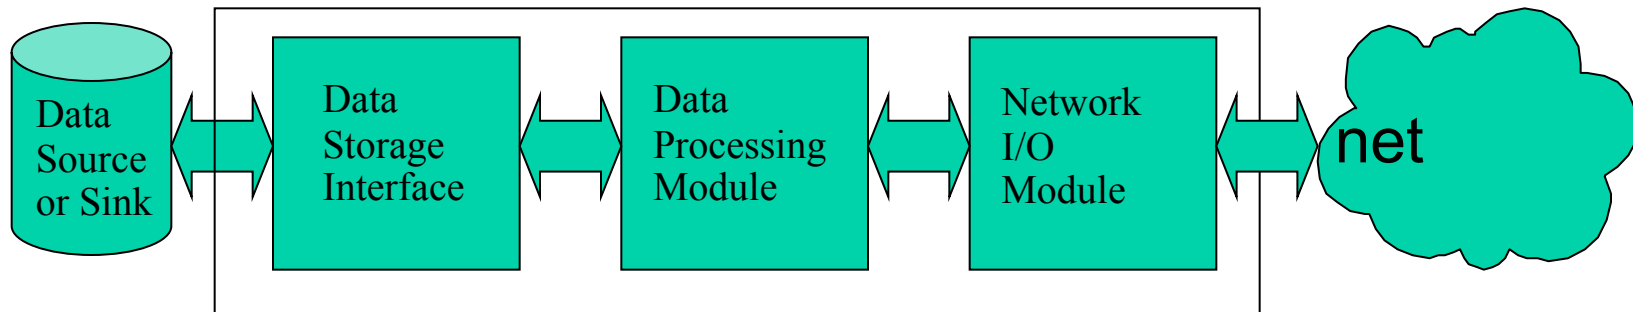 Data
Source
or Sink
Data
Storage
Interface
Data
Processing
Module
Network
I/O
Module
net